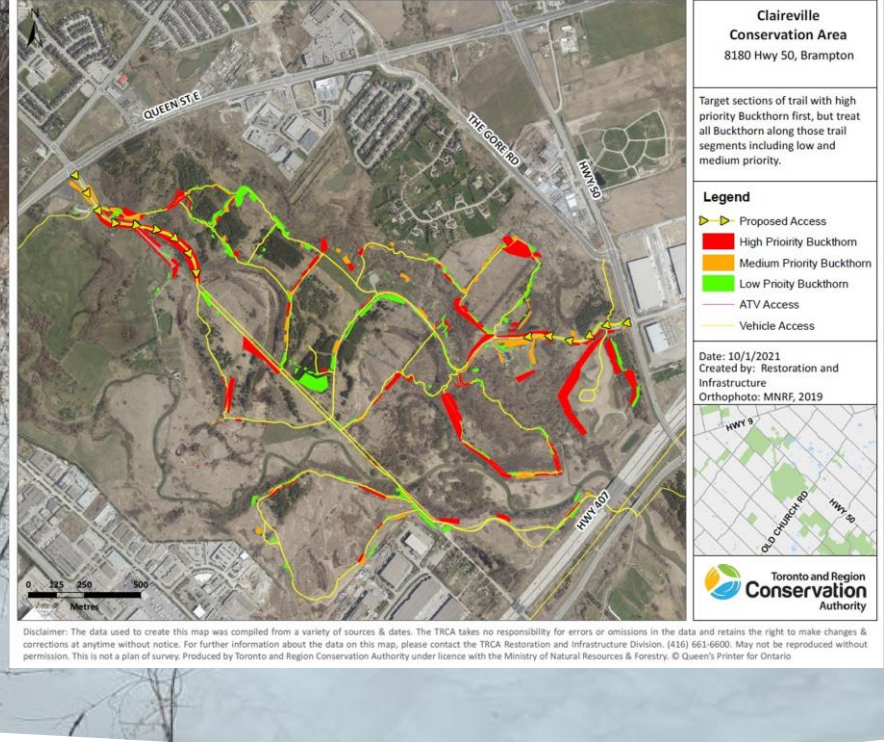 Claireville
Conservation Area
8180 Hwy 50, Brampton
Target sections of trail with high
priority Buckthorn first, but treat
all Buckthorn along those trail
segments including low and
medium priority.
Legend
Proposed Access
High Prioirity Buckthorn
Medium Priority Buckthorn
Low Prioity Buckthorn
ATV Access
Vehicle Access
Date: 10/1/2021
Created by: Restoration and
Infrastructure
Orthophoto: MNRF, 2019
HWY 9
OLD CHURCH RD
HWY 50
Toronto and Region
Conservation
Authority
N
QUEEN ST E
THE GORE RD
HWY 50
HWY 407
0 125 250 500
Metres
Disclaimer: The data used to create this map was compiled from a variety of sources & dates. The TRCA takes no responsibility for errors or omissions in the data and retains the right to make changes &
corrections at anytime without notice. For further information about the data on this map, please contact the TRCA Restoration and Infrastructure Division. (416) 661-6600. May not be reproduced without
permission. This is not a plan of survey. Produced by Toronto and Region Conservation Authority under licence with the Ministry of Natural Resources & Forestry. © Queen's Printer for Ontario